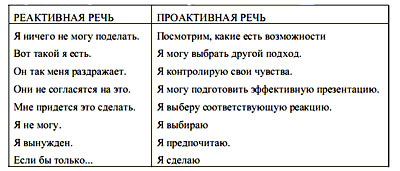 РЕАКТИВНАЯ РЕЧЬ ПРОАКТИВНАЯ РЕЧЬ
Я ничего не могу поделать. Посмотрим, какие есть возможности
Вот такой я есть. Я могу выбрать другой подход.
Он так меня раздражает. Я контролирую свои чувства.
Они не согласятся на это. Я могу подготовить эффективную презентацию.
Мне придется это сделать. Я выберу соответствующую реакцию.
Я не могу. Я выбираю
Я вынужден. Я предпочитаю.
Если бы только... Я сделаю